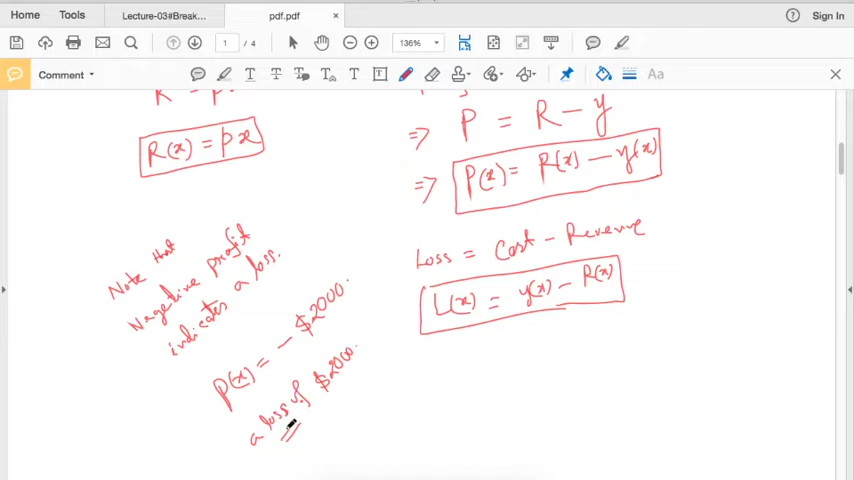 Home Tools Lecture-03#Break... pdf.pdf × Sign In
1 / 4 136%
Comment Aa
R(x) = px
⇒ P = R − y
⇒ P(x) = R(x) − y(x)
Loss = Cost − Revenue
L(x) = y(x) − R(x)
Note that
Negative profit
indicates a loss.
P(x) = − $2000.
a loss of $2000.